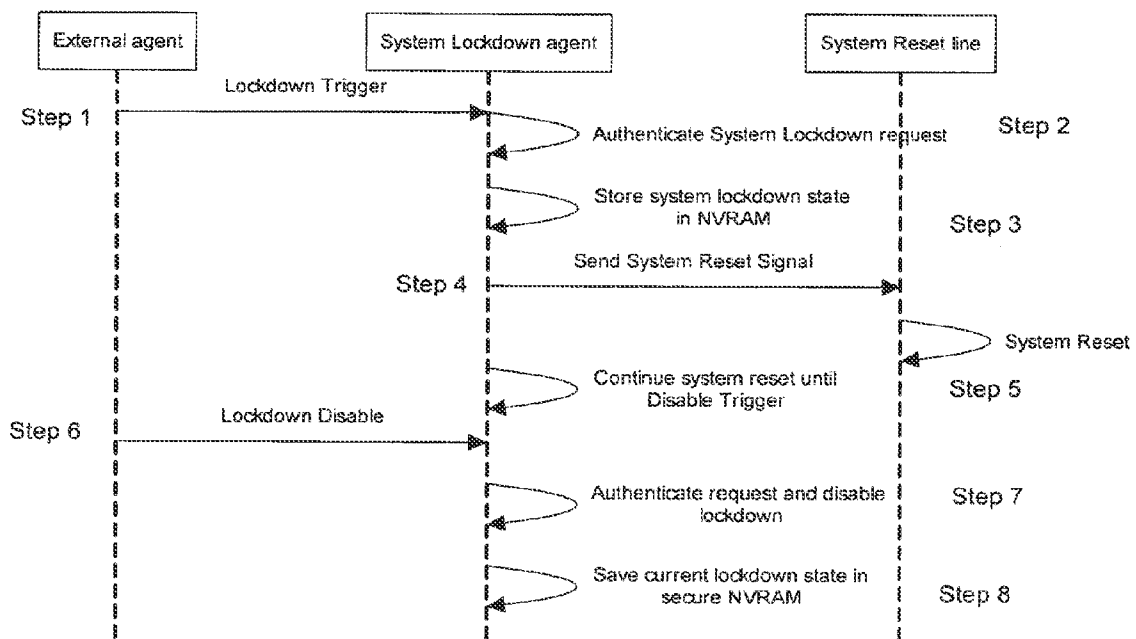 External agent
System Lockdown agent
System Reset line
Lockdown Trigger
Step 1
Step 2
Authenticate System Lockdown request
Store system lockdown state
in NVRAM
Step 3
Send System Reset Signal
Step 4
System Reset
Continue system reset until
Disable Trigger
Step 5
Lockdown Disable
Step 6
Authenticate request and disable
lockdown
Step 7
Save current lockdown state in
secure NVRAM
Step 8